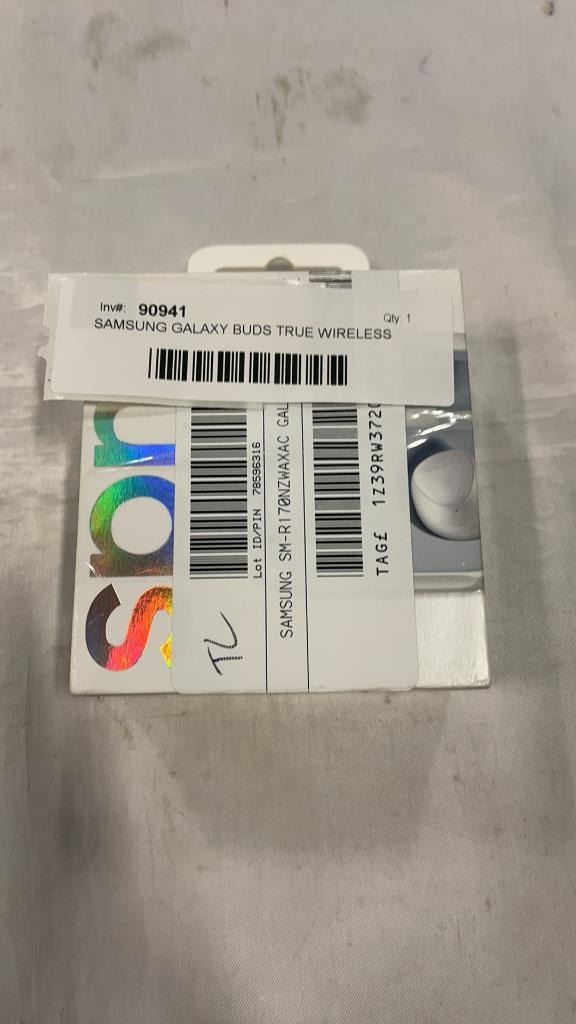 Inv#: 90941
Qty: 1
SAMSUNG GALAXY BUDS TRUE WIRELESS
Lot ID/PIN 78596316
SAMSUNG SM-R170NZWAXAC GAL
TAG£ 1Z39RW372
TL